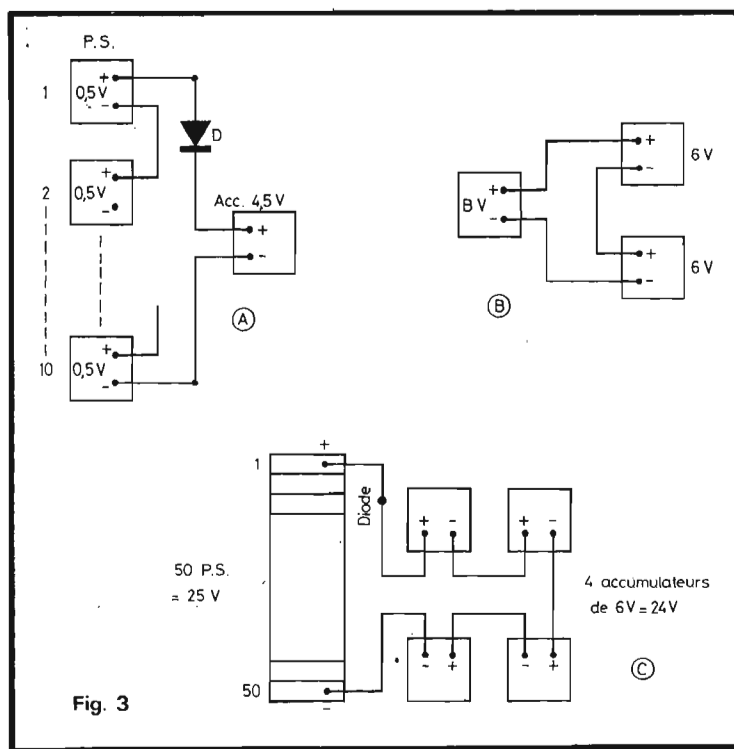 P.S.
1
+
0,5V
-
D
2
+
0,5V
-
Acc. 4,5V
+
-
A
10
+
0,5V
-
+
8V
-
+
6V
-
+
6V
-
B
1
+
Diode
+ -
+ -
50 P.S.
= 25 V
4 accumulateurs
de 6V=24V
- +
- +
C
50
-
Fig. 3